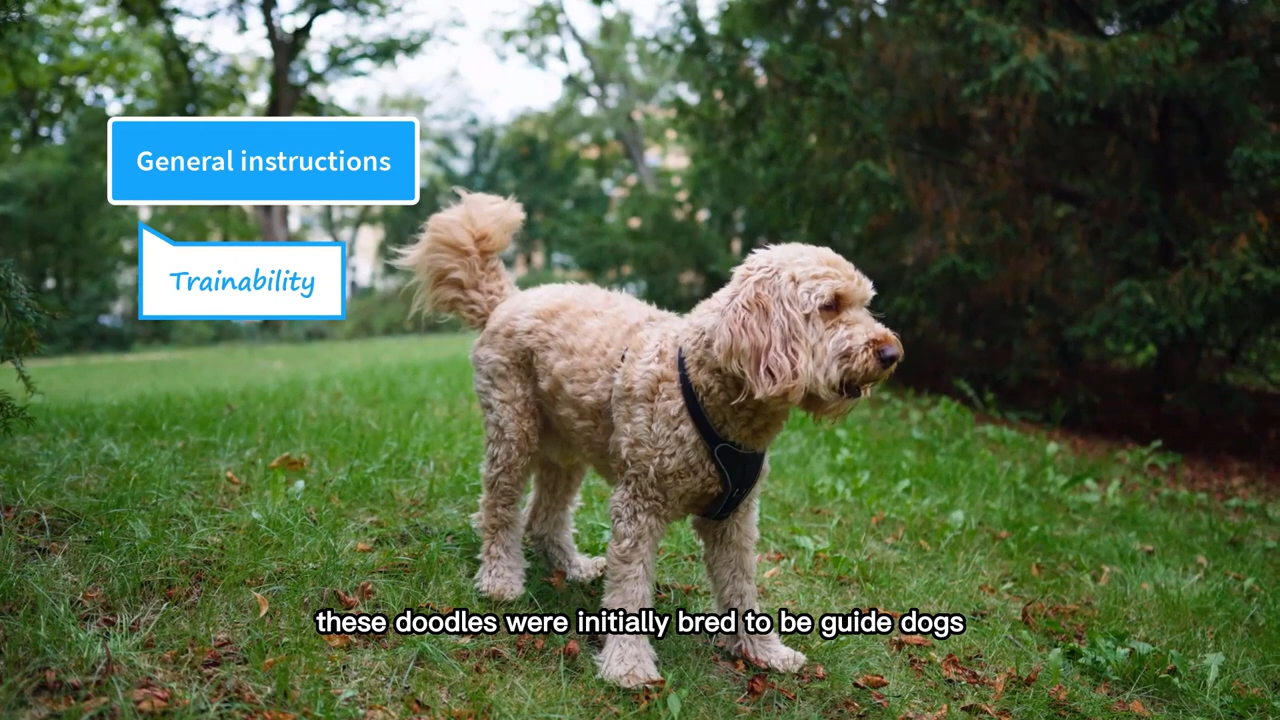 General instructions
Trainability
these doodles were initially bred to be guide dogs